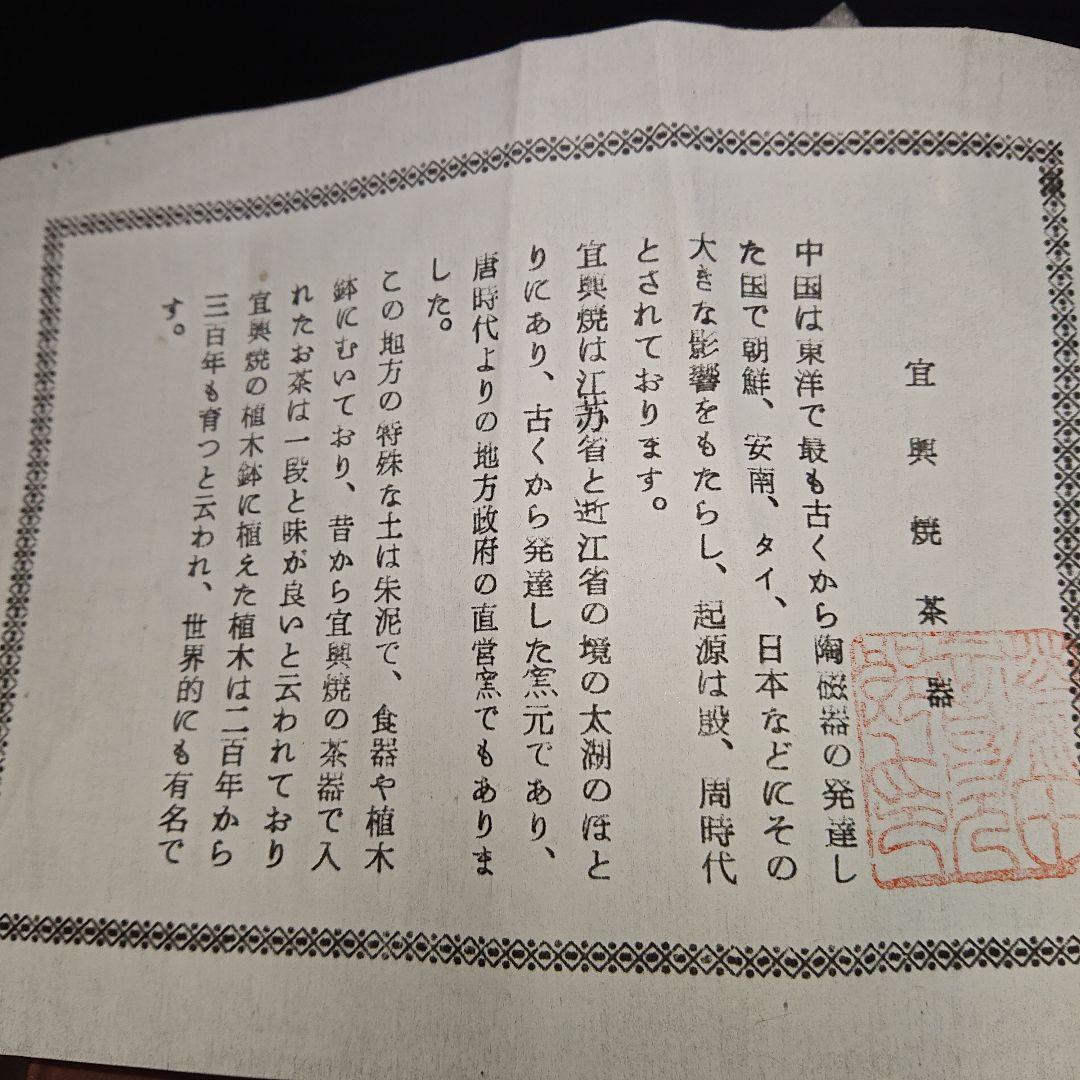 宜興焼茶器
中国は東洋で最も古くから陶磁器の発達し
た国で朝鮮、安南、タイ、日本などにその
大きな影響をもたらし、起源は殷、周時代
とされております。
宜興焼は江苏省と逝江省の境の太湖のほと
りにあり、古くから発達した窯元であり、
唐時代よりの地方政府の直営窯でもありま
した。
この地方の特殊な土は朱泥で、食器や植木
鉢にむいており、昔から宜興焼の茶器で入
れたお茶は一段と味が良いと云われており
宜興焼の植木鉢に植えた植木は二百年から
三百年も育つと云われ、世界的にも有名で
す。